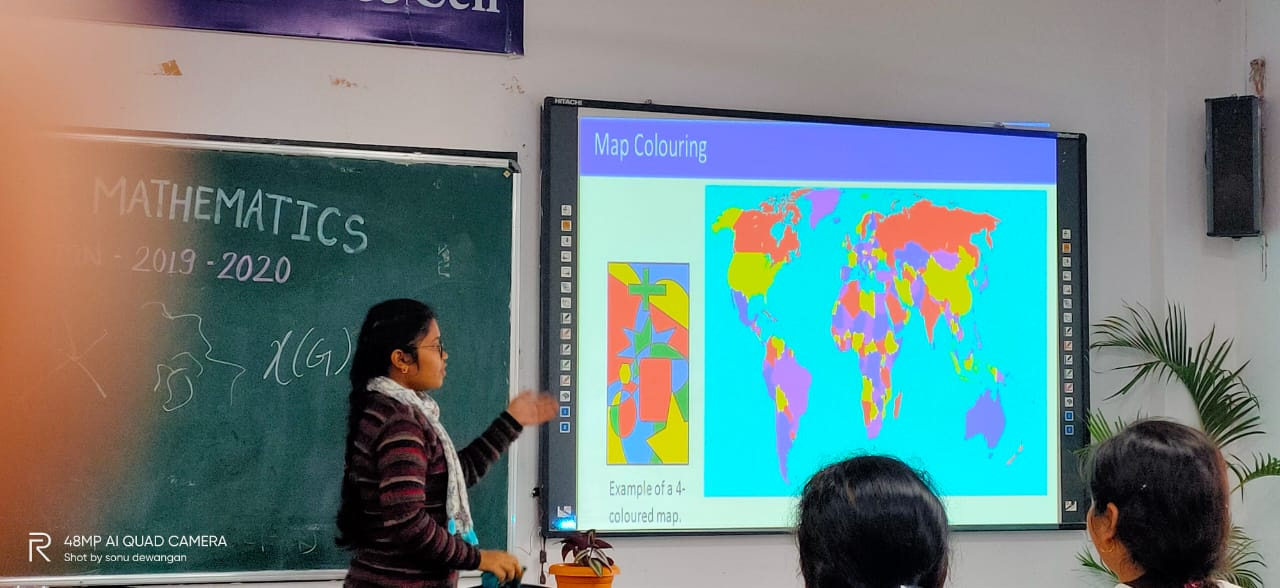 Cell
HITACHI
MATHEMATICS
- 2019 - 2020
χ(G)
Map Colouring
Example of a 4-
coloured map.
R
48MP AI QUAD CAMERA
Shot by sonu dewangan